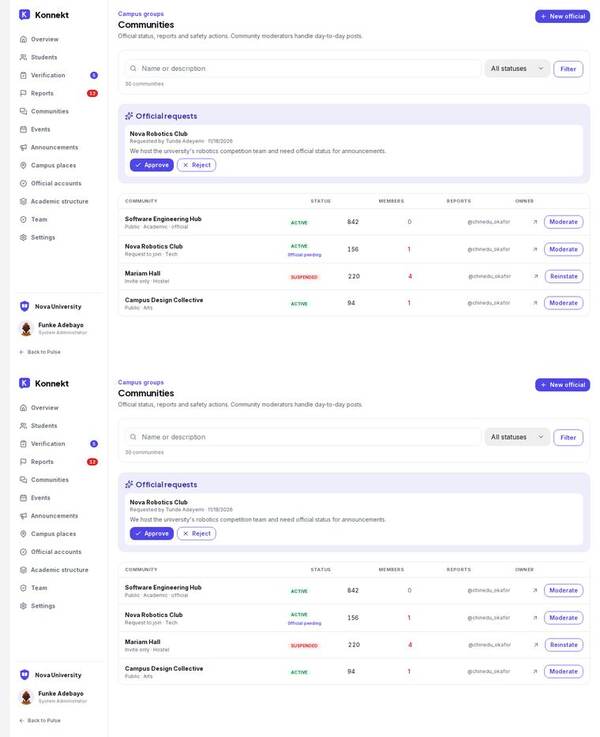 Konnekt
Overview
Students
Verification 5
Reports 12
Communities
Events
Announcements
Campus places
Official accounts
Academic structure
Team
Settings
Nova University
Funke Adebayo
System Administrator
Back to Pulse
Campus groups
Communities
Official status, reports and safety actions. Community moderators handle day-to-day posts.
+ New official
Name or description
All statuses
Filter
30 communities
Official requests
Nova Robotics Club
Requested by Tunde Adeyemi · 11/18/2026
We host the university's robotics competition team and need official status for announcements.
Approve
Reject
COMMUNITY STATUS MEMBERS REPORTS OWNER
Software Engineering Hub
Public · Academic · official
ACTIVE 842 0 @chinedu_okafor Moderate
Nova Robotics Club
Request to join · Tech
ACTIVE
Official pending
156 1 @chinedu_okafor Moderate
Mariam Hall
Invite only · Hostel
SUSPENDED 220 4 @chinedu_okafor Reinstate
Campus Design Collective
Public · Arts
ACTIVE 94 1 @chinedu_okafor Moderate
Konnekt
Overview
Students
Verification 5
Reports 12
Communities
Events
Announcements
Campus places
Official accounts
Academic structure
Team
Settings
Nova University
Funke Adebayo
System Administrator
Back to Pulse
Campus groups
Communities
Official status, reports and safety actions. Community moderators handle day-to-day posts.
+ New official
Name or description
All statuses
Filter
30 communities
Official requests
Nova Robotics Club
Requested by Tunde Adeyemi · 11/18/2026
We host the university's robotics competition team and need official status for announcements.
Approve
Reject
COMMUNITY STATUS MEMBERS REPORTS OWNER
Software Engineering Hub
Public · Academic · official
ACTIVE 842 0 @chinedu_okafor Moderate
Nova Robotics Club
Request to join · Tech
ACTIVE
Official pending
156 1 @chinedu_okafor Moderate
Mariam Hall
Invite only · Hostel
SUSPENDED 220 4 @chinedu_okafor Reinstate
Campus Design Collective
Public · Arts
ACTIVE 94 1 @chinedu_okafor Moderate